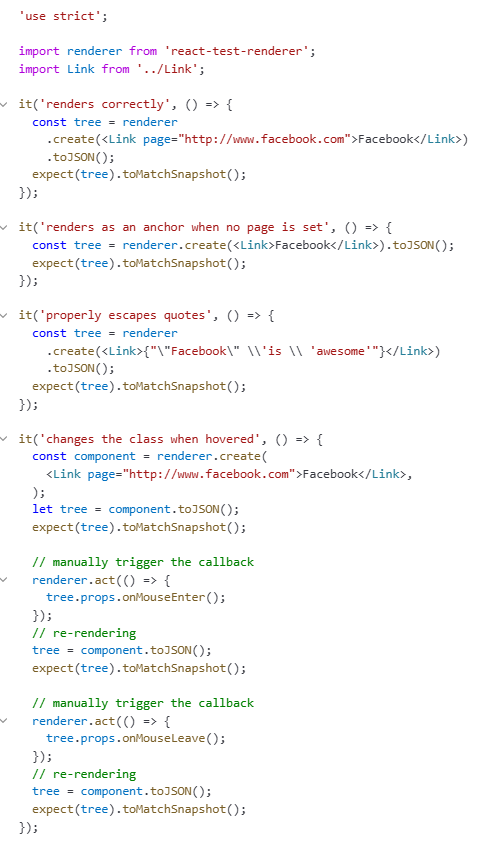 'use strict';

import renderer from 'react-test-renderer';
import Link from '../Link';

it('renders correctly', () => {
  const tree = renderer
    .create(<Link page="http://www.facebook.com">Facebook</Link>)
    .toJSON();
  expect(tree).toMatchSnapshot();
});

it('renders as an anchor when no page is set', () => {
  const tree = renderer.create(<Link>Facebook</Link>).toJSON();
  expect(tree).toMatchSnapshot();
});

it('properly escapes quotes', () => {
  const tree = renderer
    .create(<Link>{"\"Facebook\" \\'is \\ 'awesome'"}</Link>)
    .toJSON();
  expect(tree).toMatchSnapshot();
});

it('changes the class when hovered', () => {
  const component = renderer.create(
    <Link page="http://www.facebook.com">Facebook</Link>,
  );
  let tree = component.toJSON();
  expect(tree).toMatchSnapshot();

  // manually trigger the callback
  renderer.act(() => {
    tree.props.onMouseEnter();
  });
  // re-rendering
  tree = component.toJSON();
  expect(tree).toMatchSnapshot();

  // manually trigger the callback
  renderer.act(() => {
    tree.props.onMouseLeave();
  });
  // re-rendering
  tree = component.toJSON();
  expect(tree).toMatchSnapshot();
});